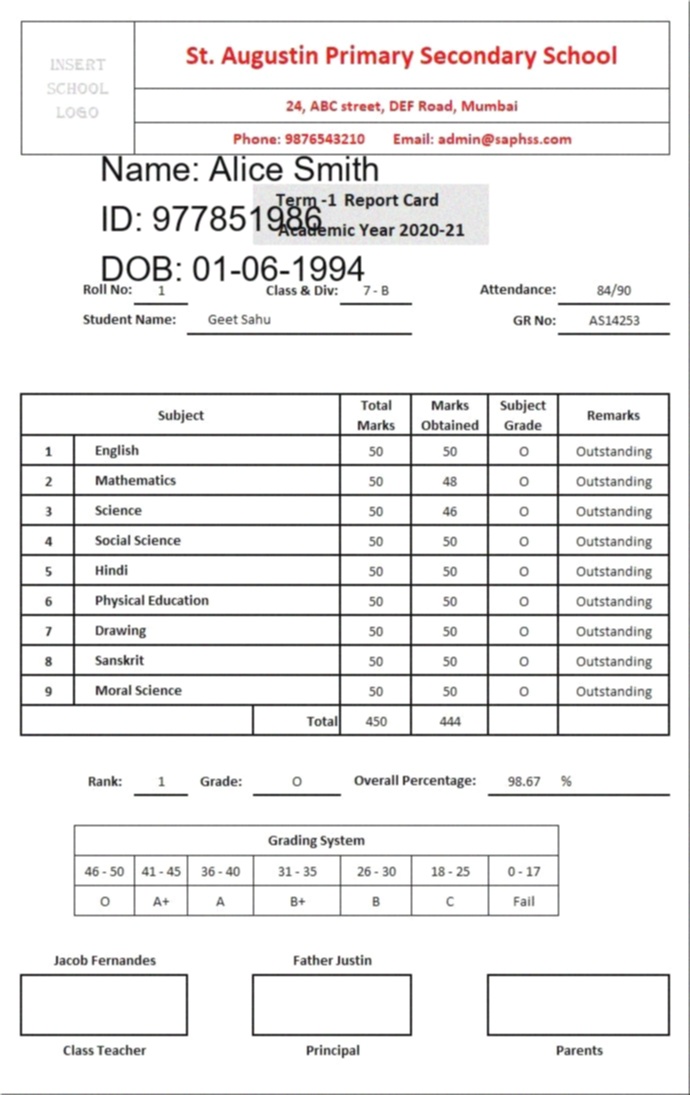 INSERT
SCHOOL
LOGO
St. Augustin Primary Secondary School
24, ABC street, DEF Road, Mumbai
Phone: 9876543210 Email: admin@saphss.com
Name: Alice Smith
Term -1 Report Card
ID: 977851986
Academic Year 2020-21
DOB: 01-06-1994
Roll No: 1 Class & Div: 7 - B Attendance: 84/90
Student Name: Geet Sahu GR No: AS14253
Subject Total Marks Marks Obtained Subject Grade Remarks
1 English 50 50 O Outstanding
2 Mathematics 50 48 O Outstanding
3 Science 50 46 O Outstanding
4 Social Science 50 50 O Outstanding
5 Hindi 50 50 O Outstanding
6 Physical Education 50 50 O Outstanding
7 Drawing 50 50 O Outstanding
8 Sanskrit 50 50 O Outstanding
9 Moral Science 50 50 O Outstanding
Total 450 444
Rank: 1 Grade: O Overall Percentage: 98.67 %
Grading System
46 - 50 41 - 45 36 - 40 31 - 35 26 - 30 18 - 25 0 - 17
O A+ A B+ B C Fail
Jacob Fernandes Father Justin
Class Teacher Principal Parents